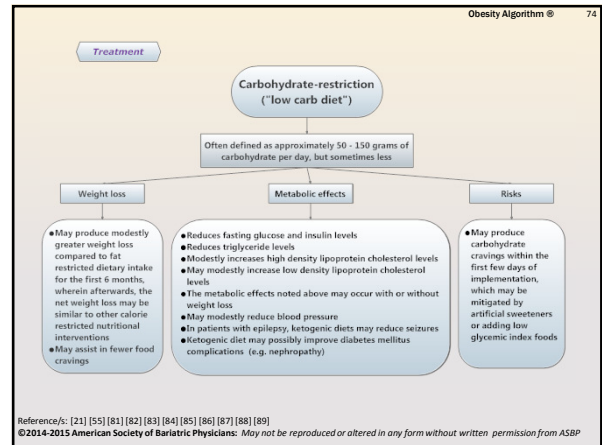 Obesity Algorithm ® 74
Treatment
Carbohydrate-restriction
("low carb diet")
Often defined as approximately 50 - 150 grams of
carbohydrate per day, but sometimes less
Weight loss
● May produce modestly
greater weight loss
compared to fat
restricted dietary intake
for the first 6 months,
wherein afterwards, the
net weight loss may be
similar to other calorie
restricted nutritional
interventions
● May assist in fewer food
cravings
Metabolic effects
● Reduces fasting glucose and insulin levels
● Reduces triglyceride levels
● Modestly increases high density lipoprotein cholesterol levels
● May modestly increase low density lipoprotein cholesterol
levels
● The metabolic effects noted above may occur with or without
weight loss
● May modestly reduce blood pressure
● In patients with epilepsy, ketogenic diets may reduce seizures
● Ketogenic diet may possibly improve diabetes mellitus
complications (e.g. nephropathy)
Risks
● May produce
carbohydrate
cravings within the
first few days of
implementation,
which may be
mitigated by
artificial sweeteners
or adding low
glycemic index foods
Reference/s: [21] [55] [81] [82] [83] [84] [85] [86] [87] [88] [89]
©2014-2015 American Society of Bariatric Physicians: May not be reproduced or altered in any form without written permission from ASBP